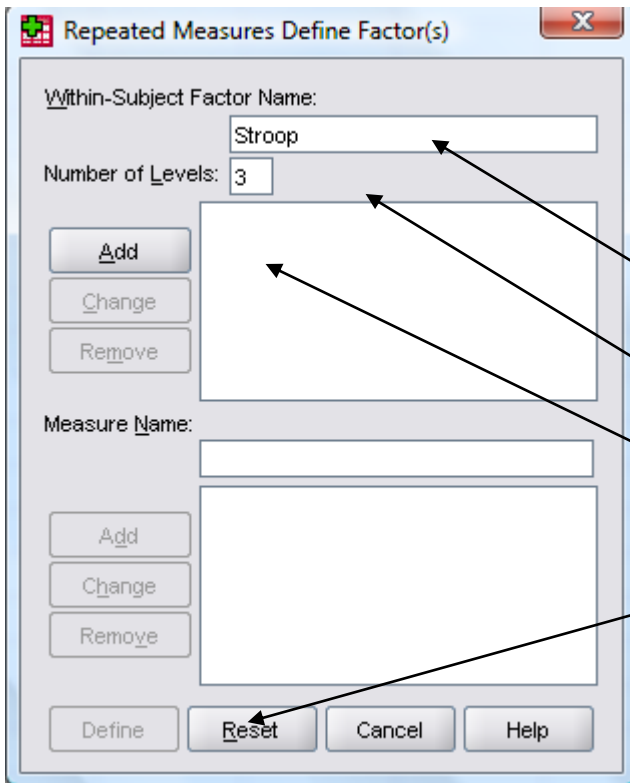 Repeated Measures Define Factor(s)
Within-Subject Factor Name:
Stroop
Number of Levels: 3
Add
Change
Remove
Measure Name:
Add
Change
Remove
Define Reset Cancel Help